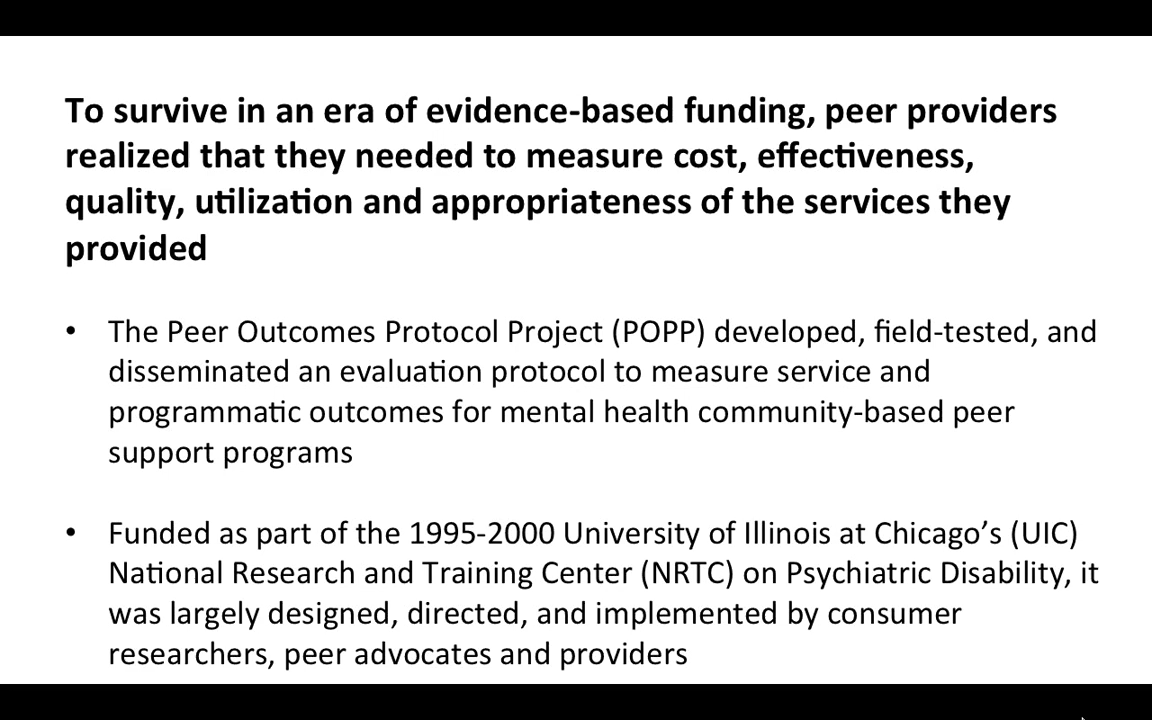 To survive in an era of evidence-based funding, peer providers
realized that they needed to measure cost, effectiveness,
quality, utilization and appropriateness of the services they
provided
• The Peer Outcomes Protocol Project (POPP) developed, field-tested, and
disseminated an evaluation protocol to measure service and
programmatic outcomes for mental health community-based peer
support programs
• Funded as part of the 1995-2000 University of Illinois at Chicago’s (UIC)
National Research and Training Center (NRTC) on Psychiatric Disability, it
was largely designed, directed, and implemented by consumer
researchers, peer advocates and providers